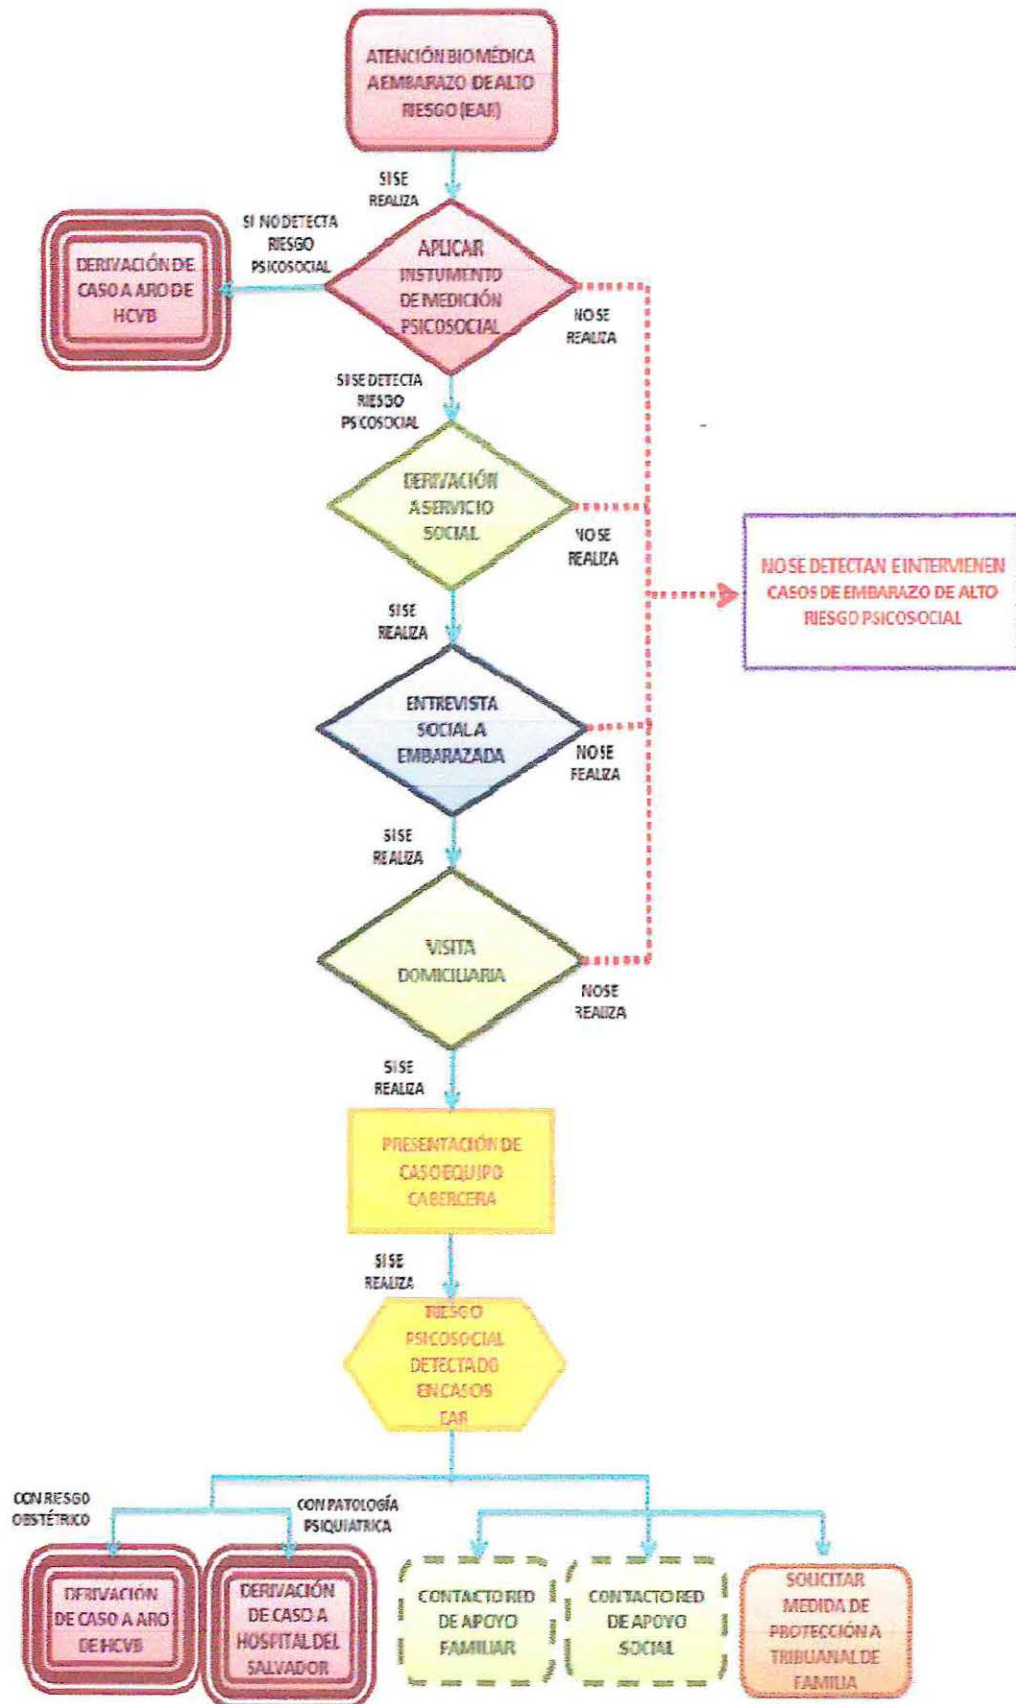 ATENCIÓN BIOMÉDICA
A EMBARAZO DE ALTO
RIESGO (EAR)
SI SE
REALIZA
SI NO DETECTA
RIESGO
PSICOSOCIAL
DERIVACIÓN DE
CASO A ARO DE
HCVB
APLICAR
INSTUMENTO
DE MEDICIÓN
PSICOSOCIAL
NO SE
REALIZA
SI SE DETECTA
RIESGO
PSICOSOCIAL
DERIVACIÓN
A SERVICIO
SOCIAL
NO SE
REALIZA
NO SE DETECTAN E INTERVIENEN
CASOS DE EMBARAZO DE ALTO
RIESGO PSICOSOCIAL
SI SE
REALIZA
ENTREVISTA
SOCIAL A
EMBARAZADA
NO SE
REALIZA
SI SE
REALIZA
VISITA
DOMICILIARIA
NO SE
REALIZA
SI SE
REALIZA
PRESENTACIÓN DE
CASO EQUIPO
CABERCERA
SI SE
REALIZA
RIESGO
PSICOSOCIAL
DETECTADO
EN CASOS
EAR
CON RIESGO
OBSTÉTRICO
CON PATOLOGÍA
PSIQUIATRICA
DERIVACIÓN
DE CASO A ARO
DE HCVB
DERIVACIÓN
DE CASO A
HOSPITAL DEL
SALVADOR
CONTACTO RED
DE APOYO
FAMILIAR
CONTACTO RED
DE APOYO
SOCIAL
SOLICITAR
MEDIDA DE
PROTECCIÓN A
TRIBUANAL DE
FAMILIA